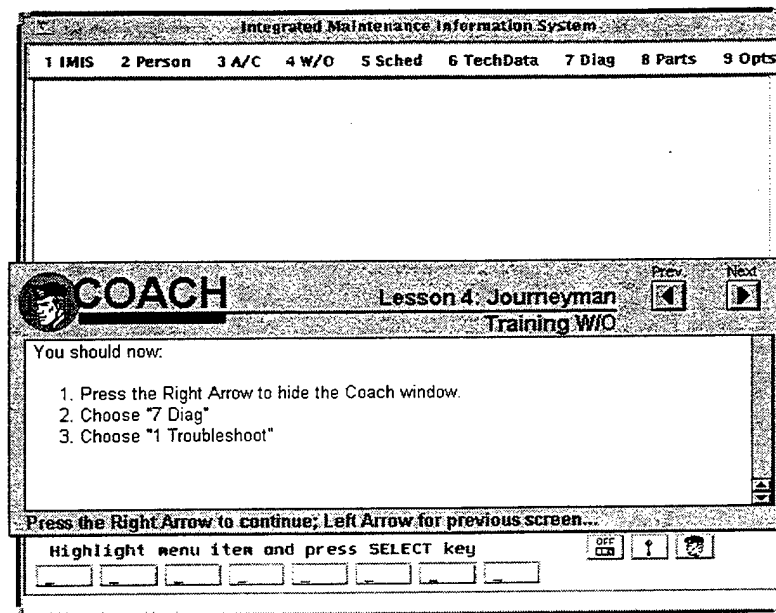 Integrated Maintenance Information System
1 IMIS 2 Person 3 A/C 4 W/O 5 Sched 6 TechData 7 Diag 8 Parts 9 Opts
Prev. Next
COACH Lesson 4: Journeyman
Training W/O
You should now:
1. Press the Right Arrow to hide the Coach window.
2. Choose "7 Diag"
3. Choose "1 Troubleshoot"
Press the Right Arrow to continue; Left Arrow for previous screen...
Highlight menu item and press SELECT key
OFF